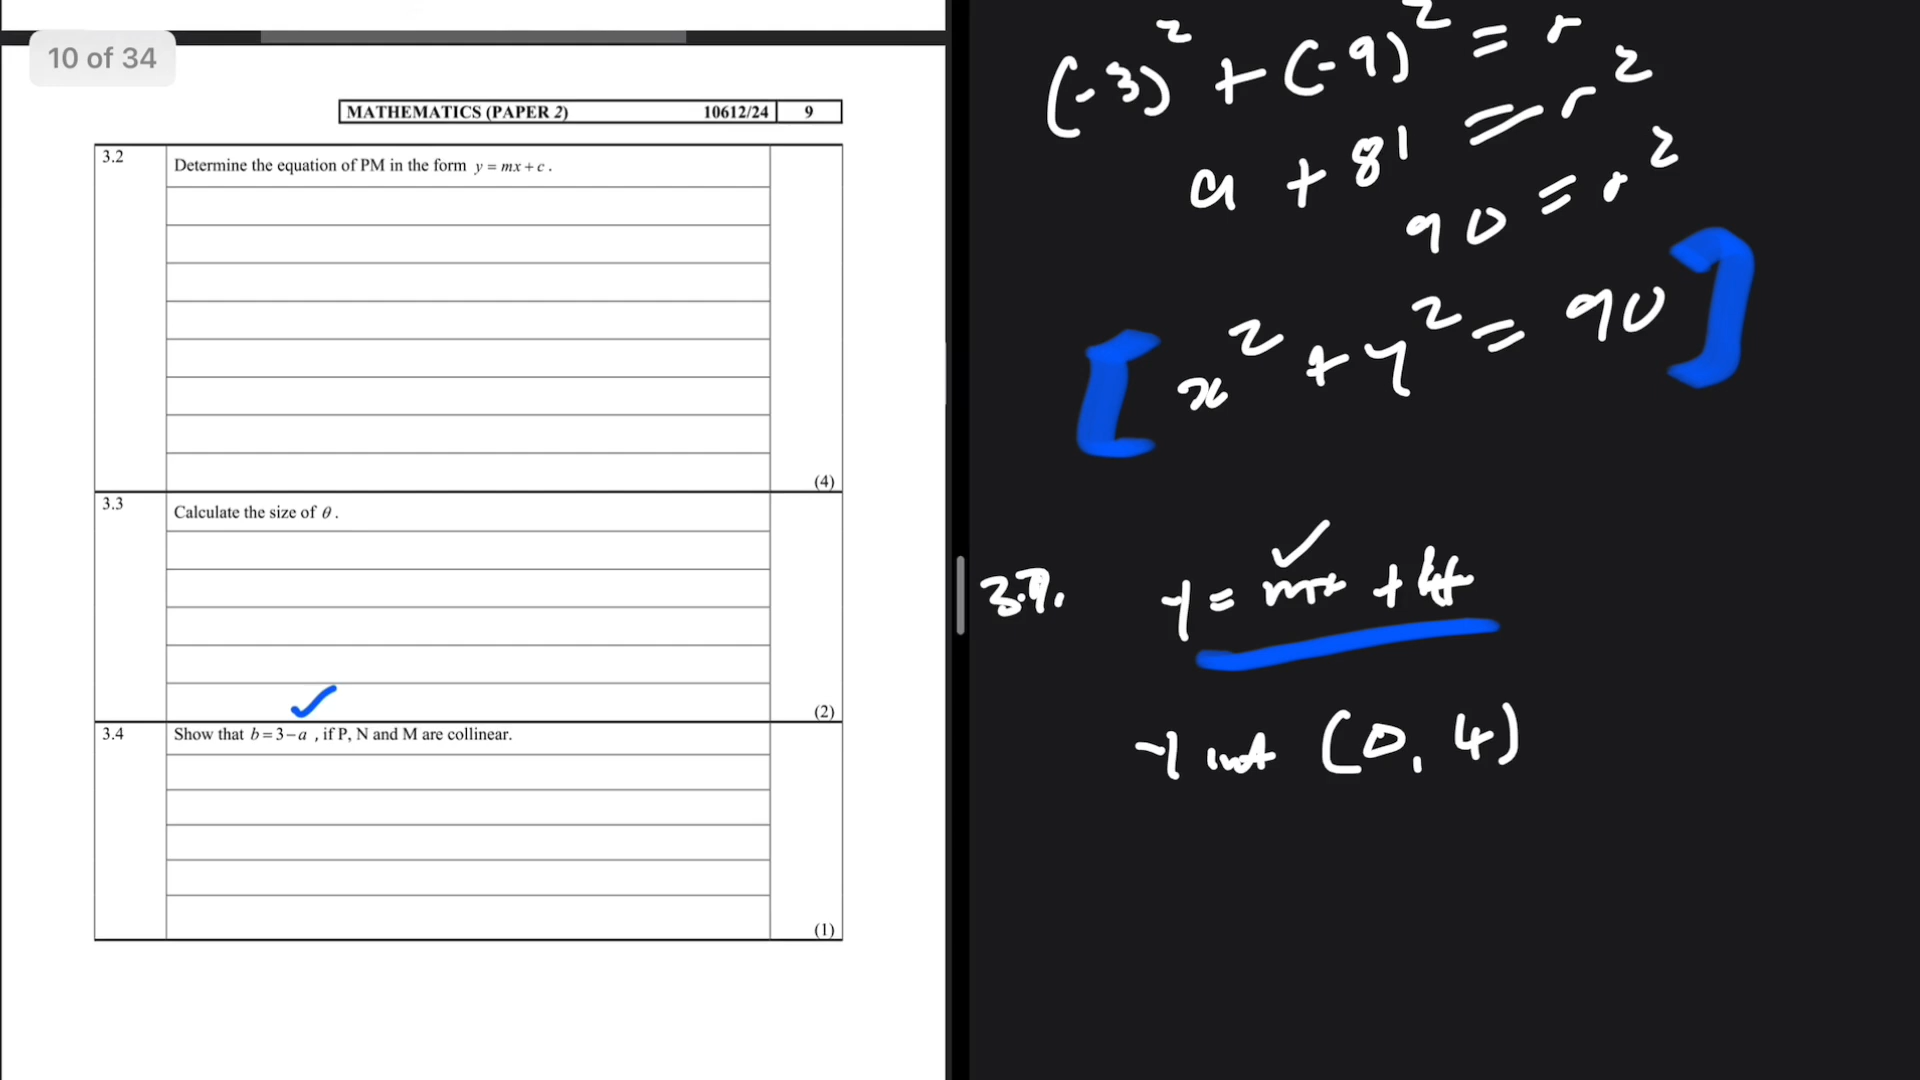 10 of 34
MATHEMATICS (PAPER 2) 10612/24 9
3.2 Determine the equation of PM in the form y = mx + c.
(4)
3.3 Calculate the size of θ.
(2)
3.4 Show that b = 3 − a , if P, N and M are collinear.
(1)
(-3)² + (-9)² = r²
9 + 81 = r²
90 = r²
[x² + y² = 90]
3.7. y = mx +
y int (0, 4)